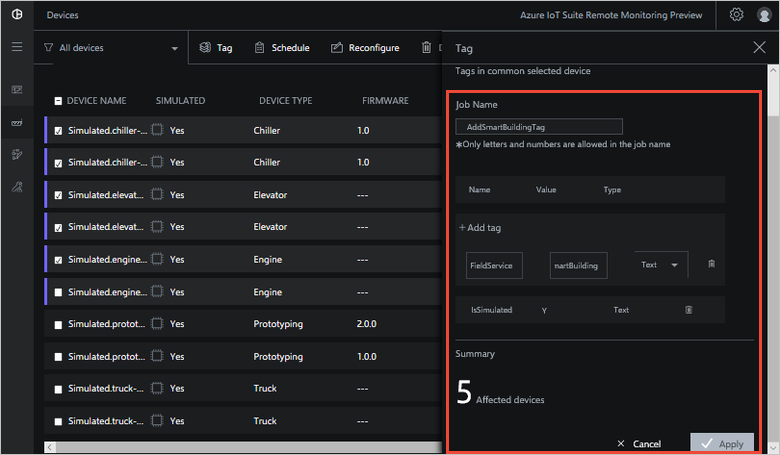 Devices
Azure IoT Suite Remote Monitoring Preview
All devices
Tag
Schedule
Reconfigure
D
DEVICE NAME SIMULATED DEVICE TYPE FIRMWARE
Simulated.chiller-... Yes Chiller 1.0
Simulated.chiller-... Yes Chiller 1.0
Simulated.elevat... Yes Elevator ---
Simulated.elevat... Yes Elevator ---
Simulated.engine... Yes Engine ---
Simulated.engine... Yes Engine ---
Simulated.protot... Yes Prototyping 2.0.0
Simulated.protot... Yes Prototyping 1.0.0
Simulated.truck-... Yes Truck ---
Simulated.truck-... Yes Truck ---
Tag
Tags in common selected device
Job Name
AddSmartBuildingTag
*Only letters and numbers are allowed in the job name
Name Value Type
+ Add tag
FieldService martBuilding Text
IsSimulated Y Text
Summary
5 Affected devices
Cancel
Apply